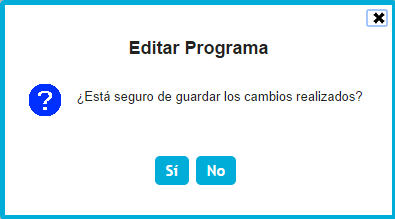 Editar Programa
¿Está seguro de guardar los cambios realizados?
Sí No